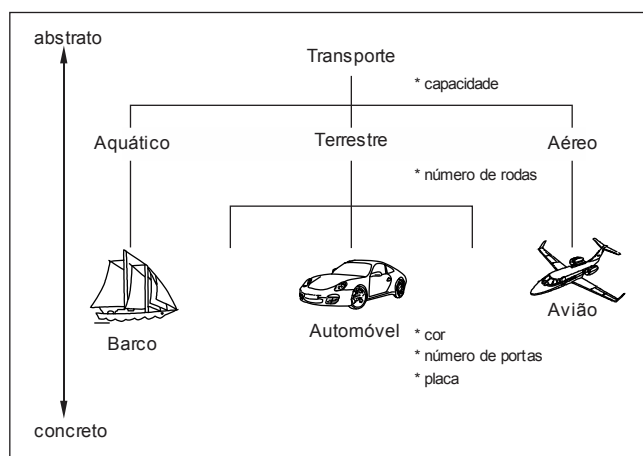 abstrato
Transporte
* capacidade
Aquático
Terrestre
Aéreo
* número de rodas
Barco
Automóvel
Avião
* cor
* número de portas
* placa
concreto